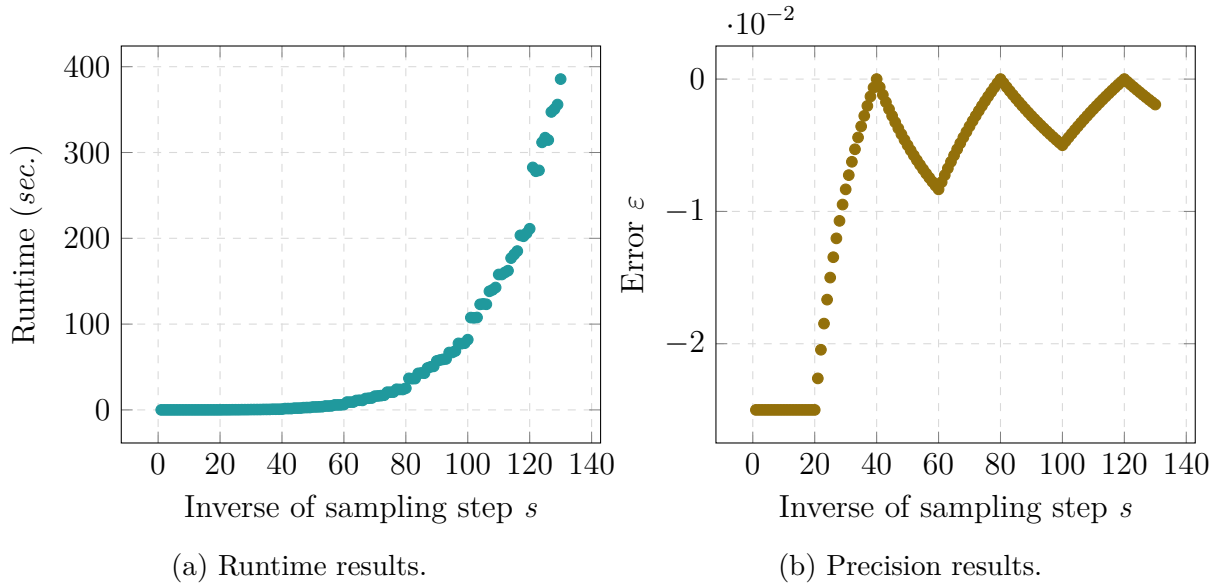 400
300
200
100
0
0 20 40 60 80 100 120 140
Runtime (sec.)
Inverse of sampling step s
(a) Runtime results.
·10−2
0
−1
−2
0 20 40 60 80 100 120 140
Error ε
Inverse of sampling step s
(b) Precision results.